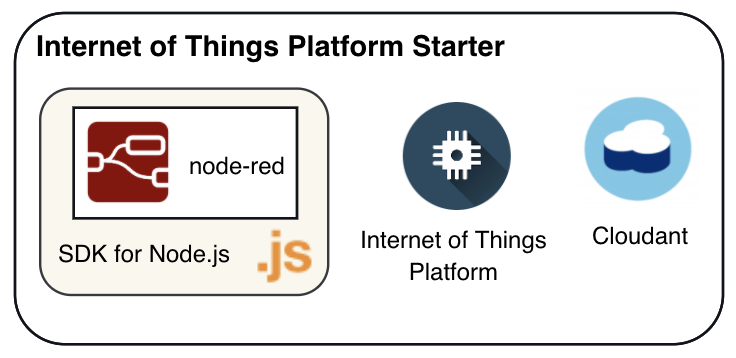 Internet of Things Platform Starter
node-red
SDK for Node.js
.js
Internet of Things
Platform
Cloudant